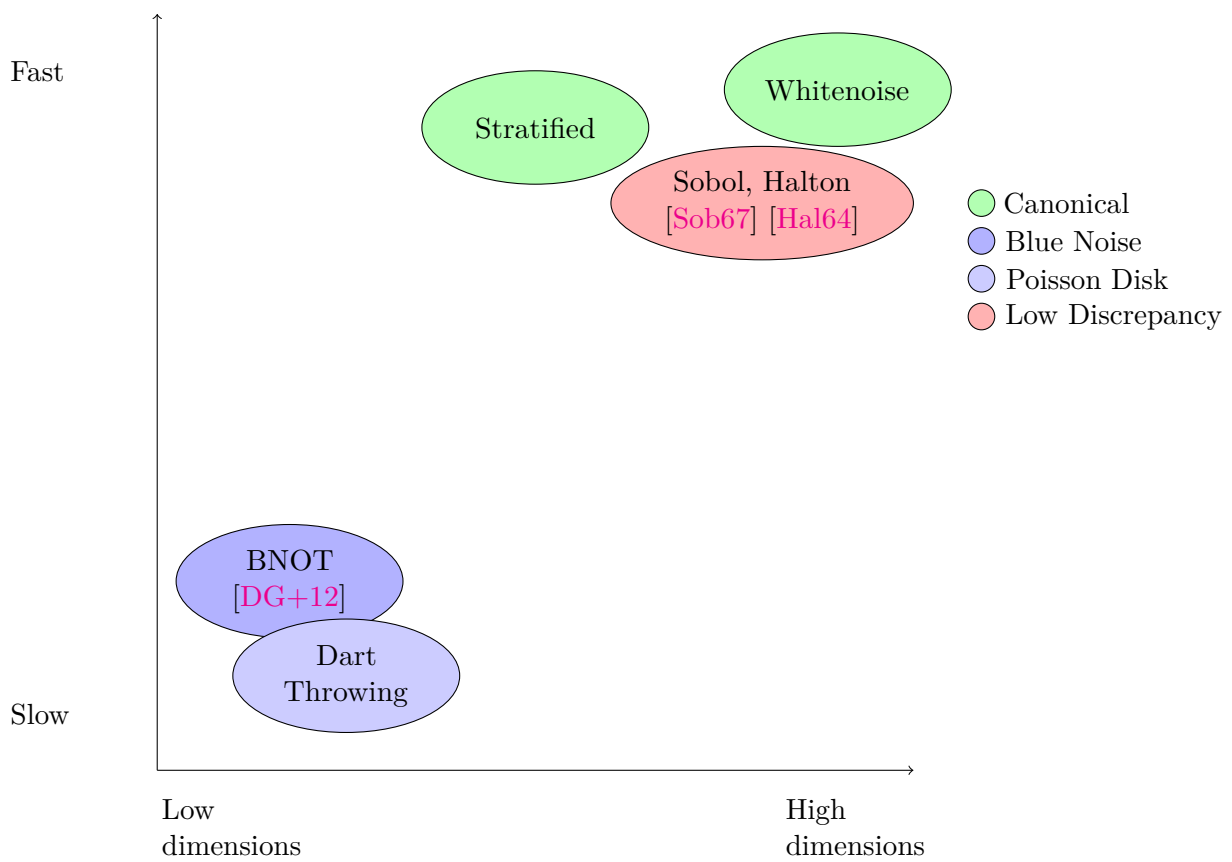 Fast
Whitenoise
Stratified
Sobol, Halton
[Sob67] [Hal64]
Canonical
Blue Noise
Poisson Disk
Low Discrepancy
BNOT
[DG+12]
Dart
Throwing
Slow
Low
dimensions
High
dimensions